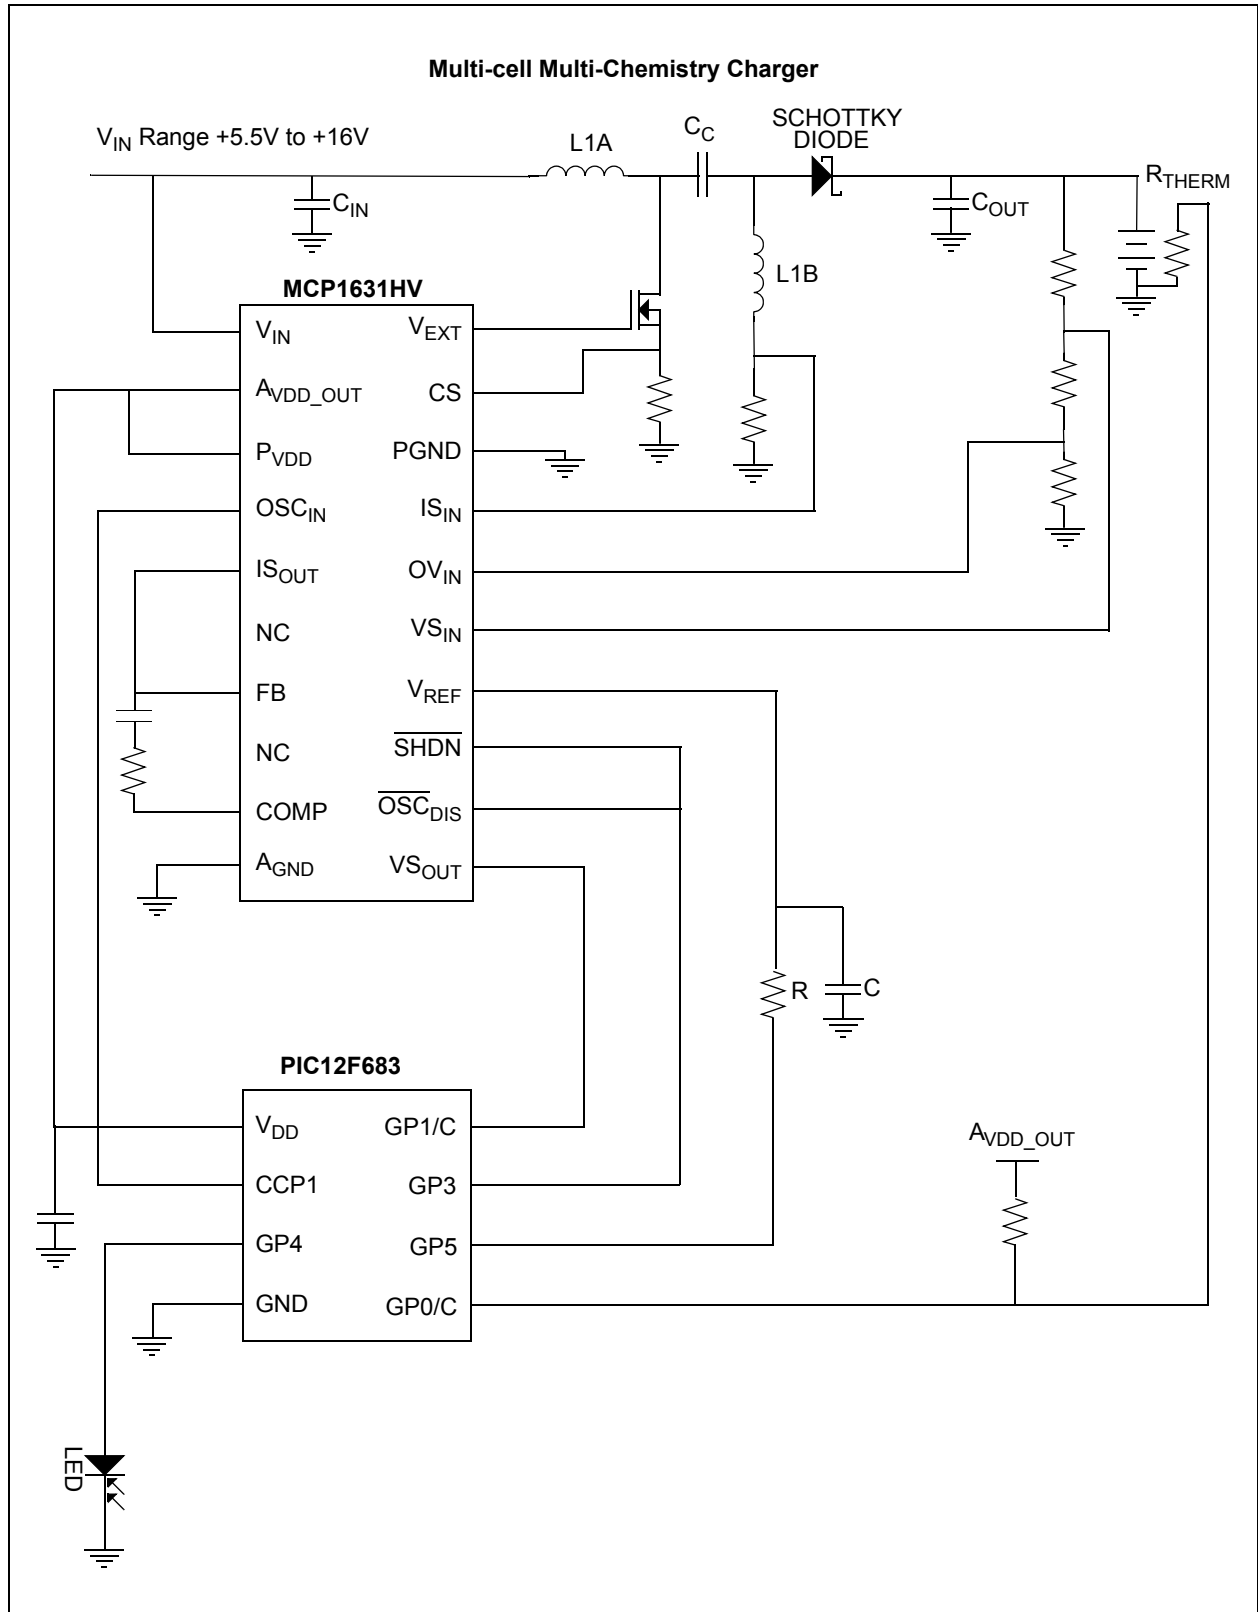 Multi-cell Multi-Chemistry Charger
VIN Range +5.5V to +16V
L1A
CC
SCHOTTKY
DIODE
RTHERM
CIN
COUT
L1B
MCP1631HV
VIN
VEXT
AVDD_OUT
CS
PVDD
PGND
OSCIN
ISIN
ISOUT
OVIN
NC
VSIN
FB
VREF
NC
SHDN
COMP
OSCDIS
AGND
VSOUT
R
C
PIC12F683
VDD
GP1/C
AVDD_OUT
CCP1
GP3
GP4
GP5
GND
GP0/C
LED